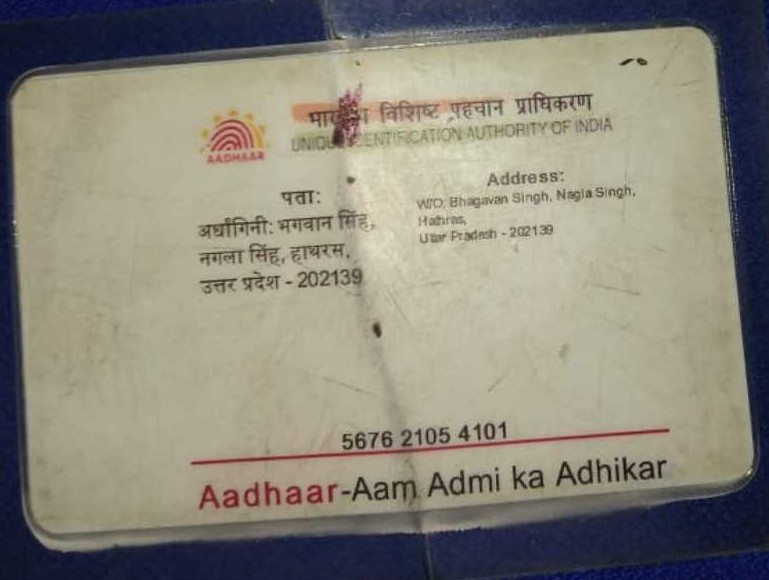 AADHAAR
विशिष्ट पहचान प्राधिकरण
AUTHORITY OF INDIA
पता:
अर्धांगिनी: भगवान सिंह,
नगला सिंह, हाथरस,
उत्तर प्रदेश - 202139
Address:
W/O: Bhagavan Singh, Nagla Singh,
Hathras,
Uttar Pradesh - 202139
5676 2105 4101
Aadhaar-Aam Admi ka Adhikar